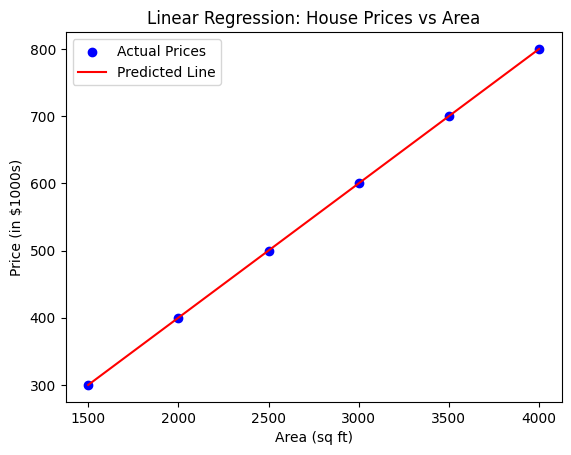 Linear Regression: House Prices vs Area
Actual Prices
Predicted Line
Price (in $1000s)
800
700
600
500
400
300
1500 2000 2500 3000 3500 4000
Area (sq ft)